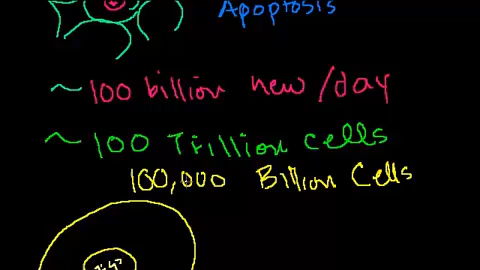 Apoptosis
~100 billion new/day
~100 Trillion cells
100,000 Billion Cells